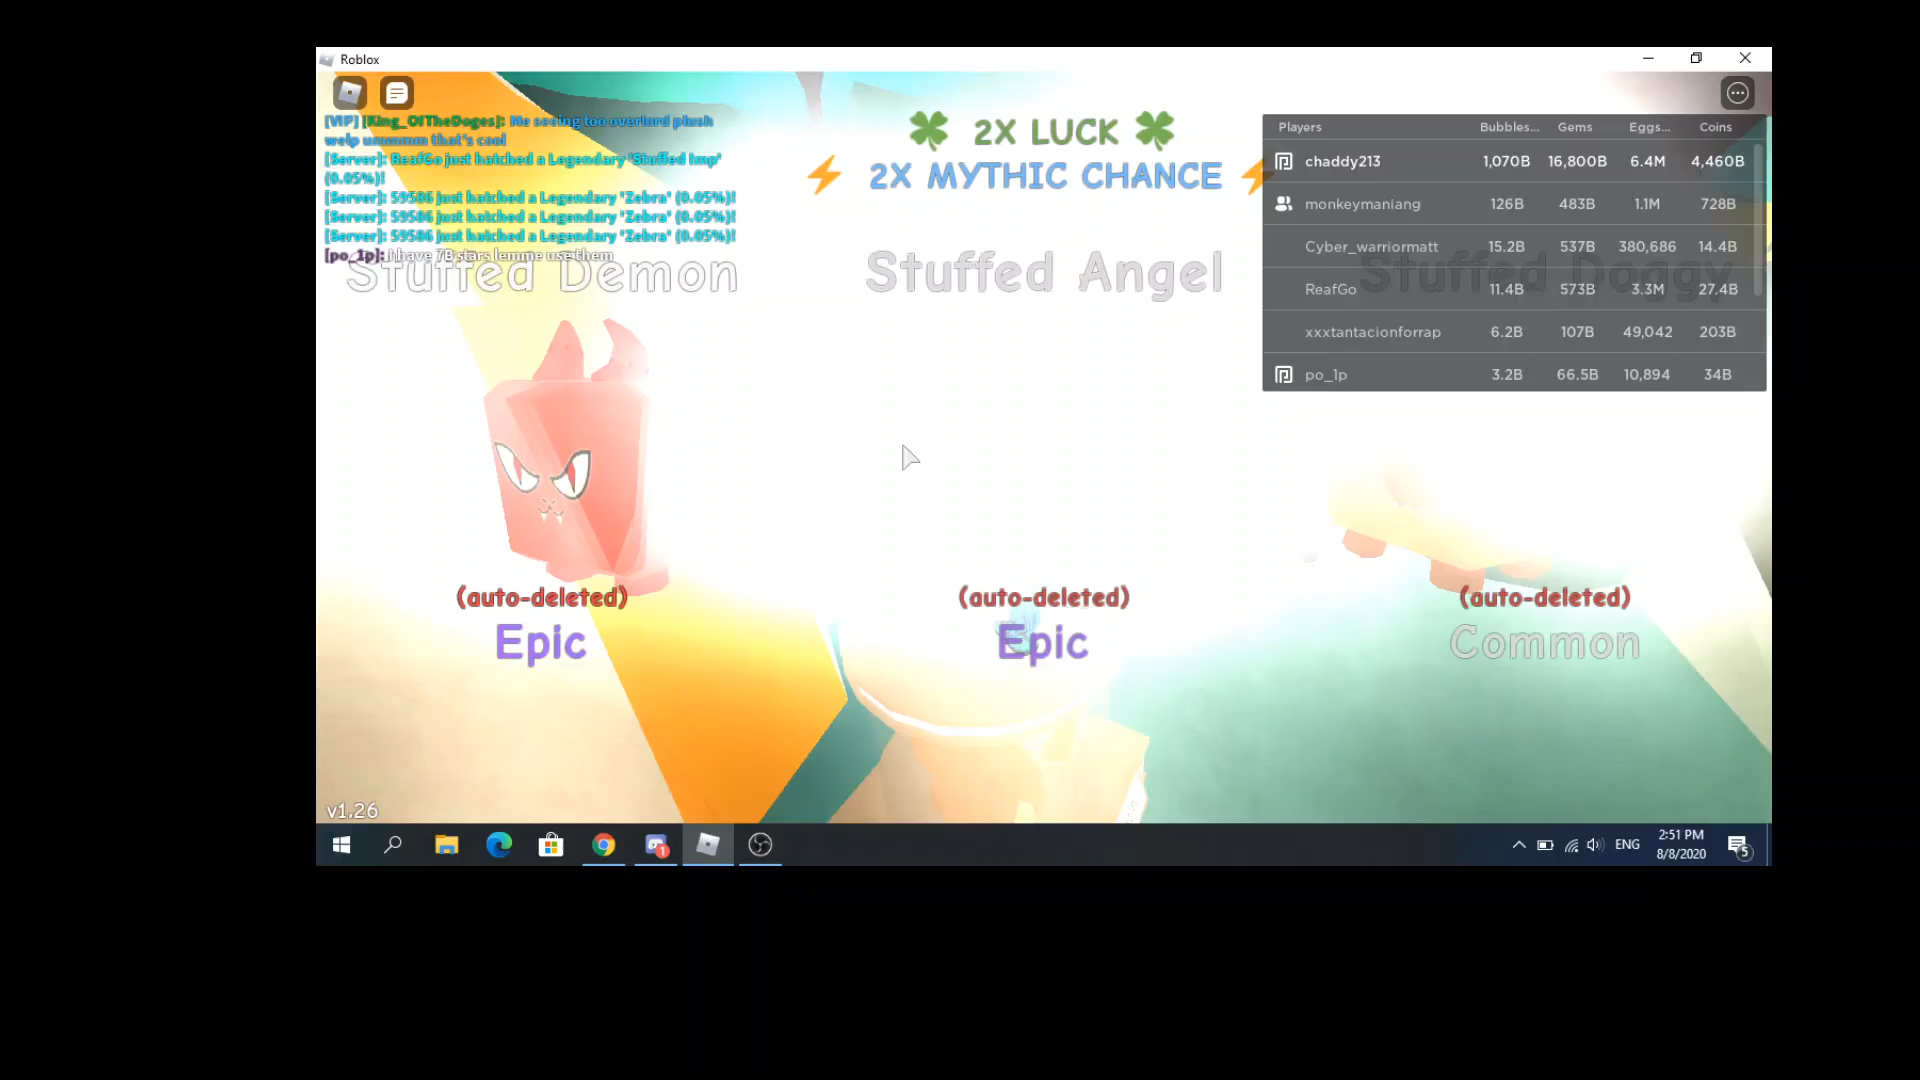 Roblox
[VIP] [King_OfTheDoges]: Me seeing too overlord plush
welp ummmm that's cool
[Server]: ReafGo just hatched a Legendary 'Stuffed Imp'
(0.05%)!
[Server]: 59586 just hatched a Legendary 'Zebra' (0.05%)!
[Server]: 59586 just hatched a Legendary 'Zebra' (0.05%)!
[Server]: 59586 just hatched a Legendary 'Zebra' (0.05%)!
[po_1p]: I have 7B stars lemme use them
2X LUCK
2X MYTHIC CHANCE
Players Bubbles... Gems Eggs... Coins
chaddy213 1,070B 16,800B 6.4M 4,460B
monkeymaniang 126B 483B 1.1M 728B
Cyber_warriormatt 15.2B 537B 380,686 14.4B
ReafGo 11.4B 573B 3.3M 27.4B
xxxtantacionforrap 6.2B 107B 49,042 203B
po_1p 3.2B 66.5B 10,894 34B
Stuffed Demon
Stuffed Angel
Stuffed Doggy
(auto-deleted)
Epic
(auto-deleted)
Epic
(auto-deleted)
Common
v1.26
1
ENG
2:51 PM
8/8/2020
5